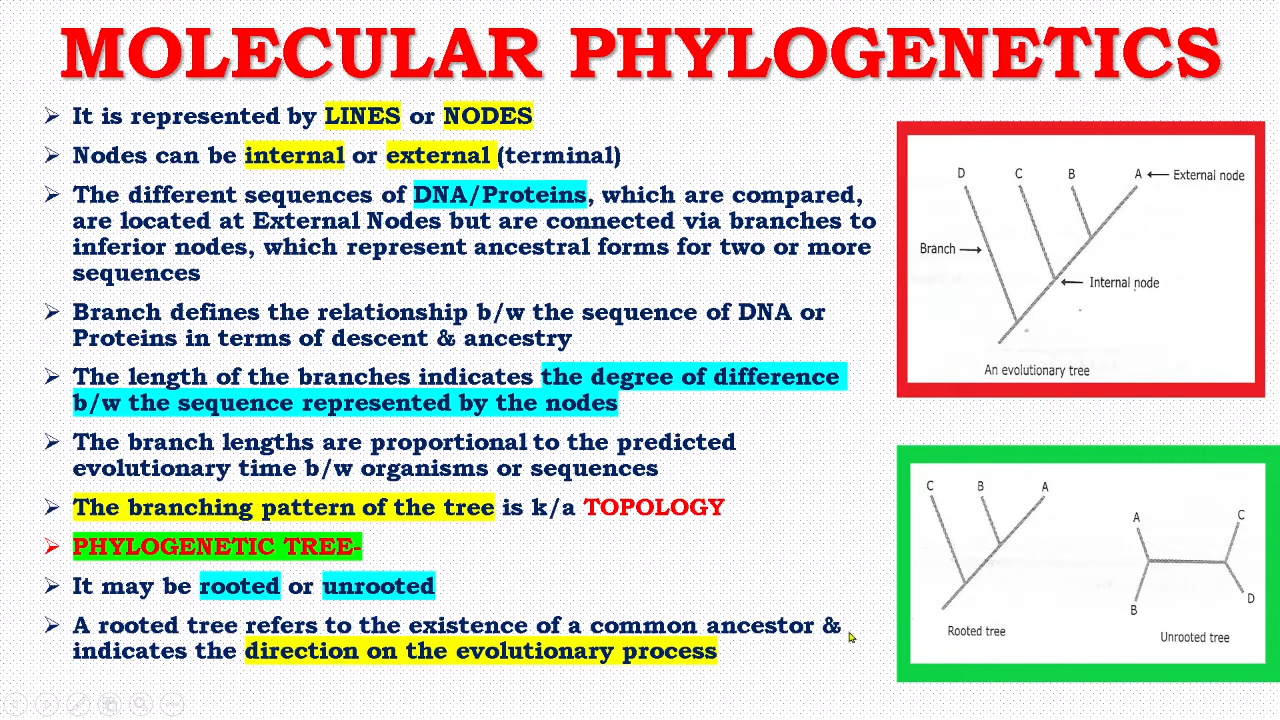 MOLECULAR PHYLOGENETICS
➢ It is represented by LINES or NODES
➢ Nodes can be internal or external (terminal)
➢ The different sequences of DNA/Proteins, which are compared,
are located at External Nodes but are connected via branches to
inferior nodes, which represent ancestral forms for two or more
sequences
➢ Branch defines the relationship b/w the sequence of DNA or
Proteins in terms of descent & ancestry
➢ The length of the branches indicates the degree of difference
b/w the sequence represented by the nodes
➢ The branch lengths are proportional to the predicted
evolutionary time b/w organisms or sequences
➢ The branching pattern of the tree is k/a TOPOLOGY
➢ PHYLOGENETIC TREE-
➢ It may be rooted or unrooted
➢ A rooted tree refers to the existence of a common ancestor &
indicates the direction on the evolutionary process
D C B A External node
Branch
Internal node
An evolutionary tree
C B A
Rooted tree
A C
B D
Unrooted tree